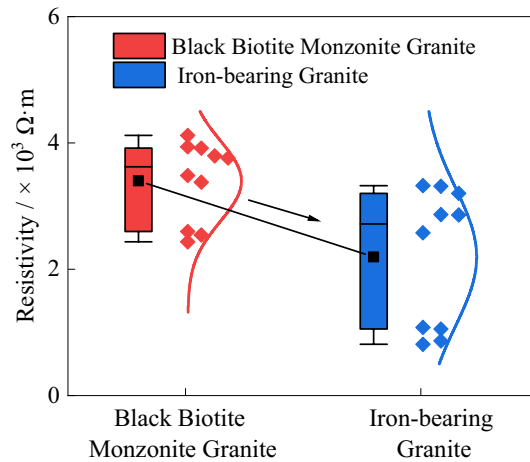 Resistivity / × 10³ Ω·m
6
4
2
0
Black Biotite Monzonite Granite
Iron-bearing Granite
Black Biotite
Monzonite Granite
Iron-bearing
Granite